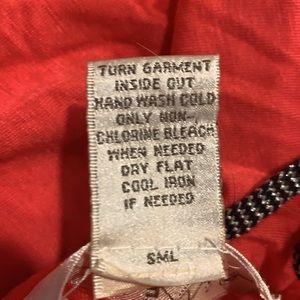 TURN GARMENT
INSIDE OUT
HAND WASH COLD
ONLY NON-
CHLORINE BLEACH
WHEN NEEDED
DRY FLAT
COOL IRON
IF NEEDED
SML